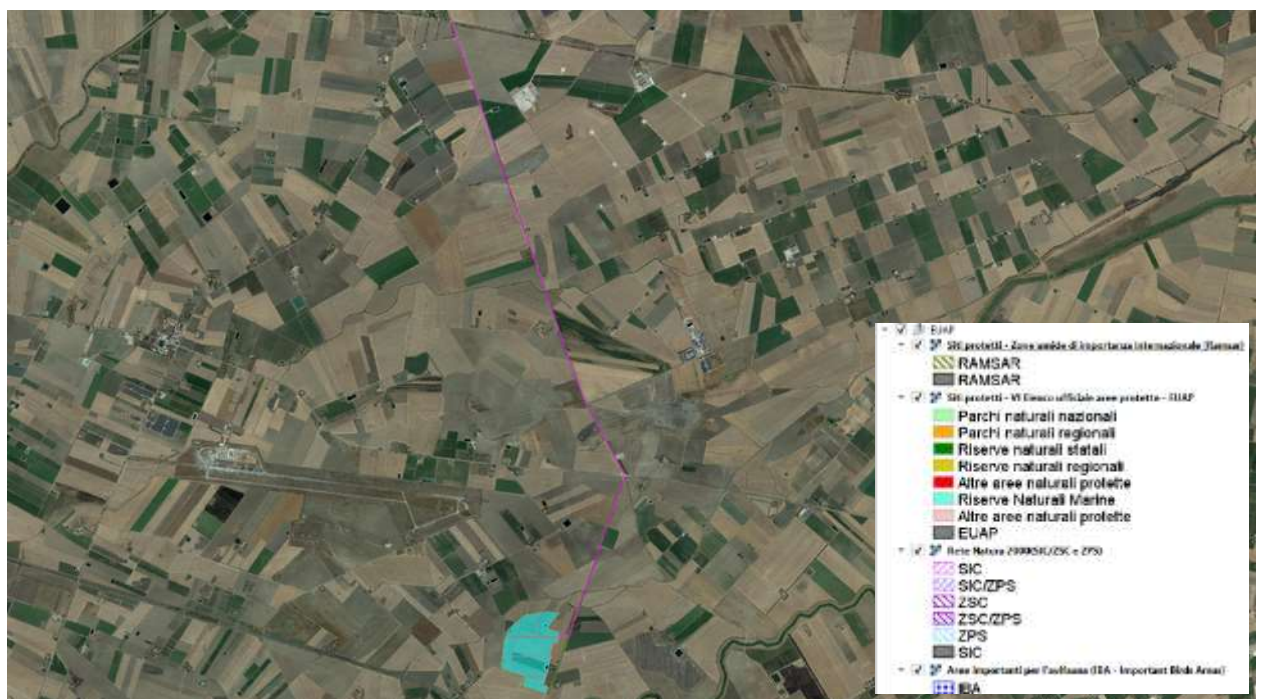 EUAP
Siti protetti - Zone umide di importanza internazionale (Ramsar)
RAMSAR
RAMSAR
Siti protetti - VI Elenco ufficiale aree protette - EUAP
Parchi naturali nazionali
Parchi naturali regionali
Riserve naturali statali
Riserve naturali regionali
Altre aree naturali protette
Riserve Naturali Marine
Altre aree naturali protette
EUAP
Rete Natura 2000(SIC/ZSC e ZPS)
SIC
SIC/ZPS
ZSC
ZSC/ZPS
ZPS
SIC
Aree Importanti per l'avifauna (IBA - Important Birds Areas)
IBA